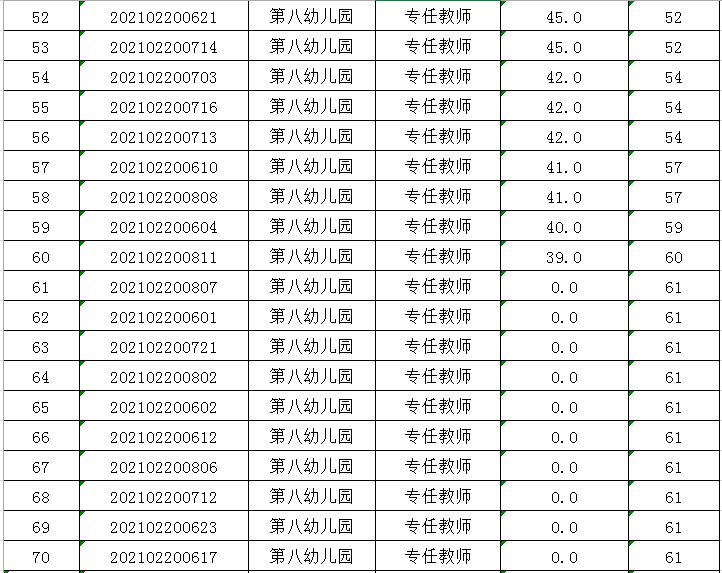 52 202102200621 第八幼儿园 专任教师 45.0 52
53 202102200714 第八幼儿园 专任教师 45.0 52
54 202102200703 第八幼儿园 专任教师 42.0 54
55 202102200716 第八幼儿园 专任教师 42.0 54
56 202102200713 第八幼儿园 专任教师 42.0 54
57 202102200610 第八幼儿园 专任教师 41.0 57
58 202102200808 第八幼儿园 专任教师 41.0 57
59 202102200604 第八幼儿园 专任教师 40.0 59
60 202102200811 第八幼儿园 专任教师 39.0 60
61 202102200807 第八幼儿园 专任教师 0.0 61
62 202102200601 第八幼儿园 专任教师 0.0 61
63 202102200721 第八幼儿园 专任教师 0.0 61
64 202102200802 第八幼儿园 专任教师 0.0 61
65 202102200602 第八幼儿园 专任教师 0.0 61
66 202102200612 第八幼儿园 专任教师 0.0 61
67 202102200806 第八幼儿园 专任教师 0.0 61
68 202102200712 第八幼儿园 专任教师 0.0 61
69 202102200623 第八幼儿园 专任教师 0.0 61
70 202102200617 第八幼儿园 专任教师 0.0 61